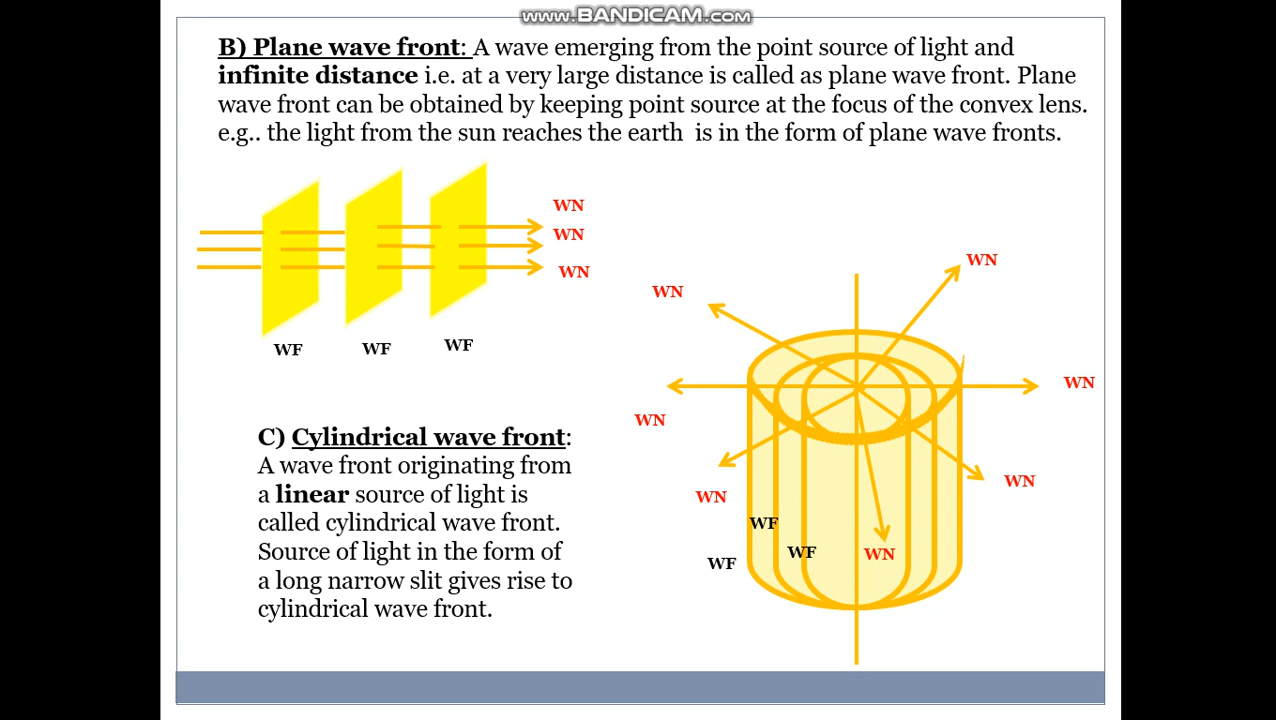 www.BANDICAM.com
B) Plane wave front: A wave emerging from the point source of light and
infinite distance i.e. at a very large distance is called as plane wave front. Plane
wave front can be obtained by keeping point source at the focus of the convex lens.
e.g.. the light from the sun reaches the earth is in the form of plane wave fronts.
WN
WN
WN
WF WF WF
WN
WN
WN
WN
WN
WN
WN
WF
WF
WF
C) Cylindrical wave front:
A wave front originating from
a linear source of light is
called cylindrical wave front.
Source of light in the form of
a long narrow slit gives rise to
cylindrical wave front.